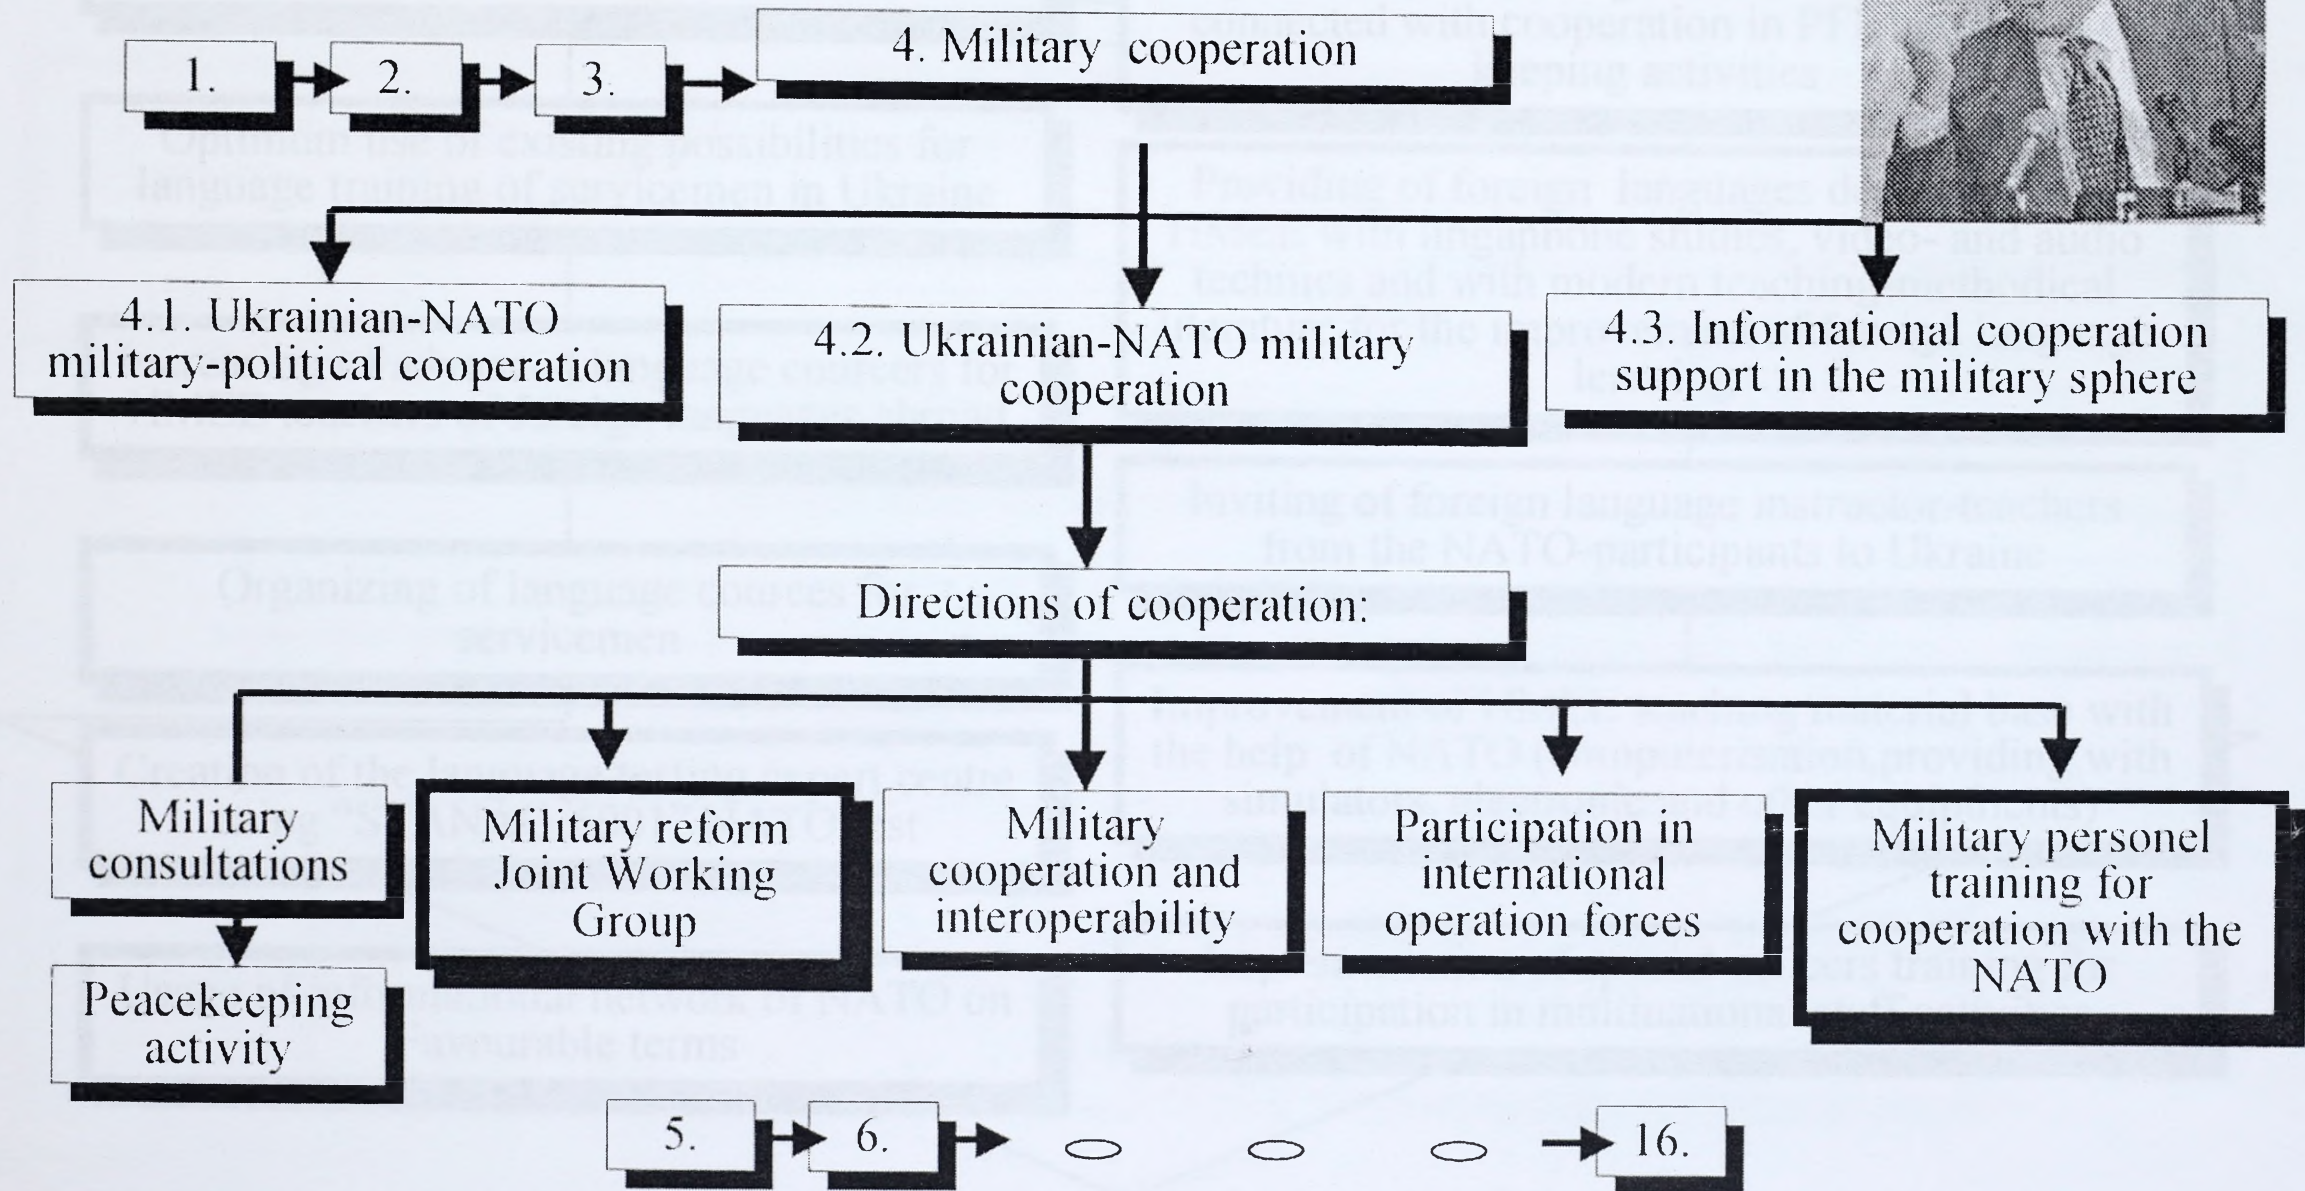 1.
2.
3.
4. Military cooperation
4.1. Ukrainian-NATO
military-political cooperation
4.2. Ukrainian-NATO military
cooperation
4.3. Informational cooperation
support in the military sphere
Directions of cooperation:
Military
consultations
Peacekeeping
activity
Military reform
Joint Working
Group
Military
cooperation and
interoperability
Participation in
international
operation forces
Military personel
training for
cooperation with the
NATO
5.
6.
16.